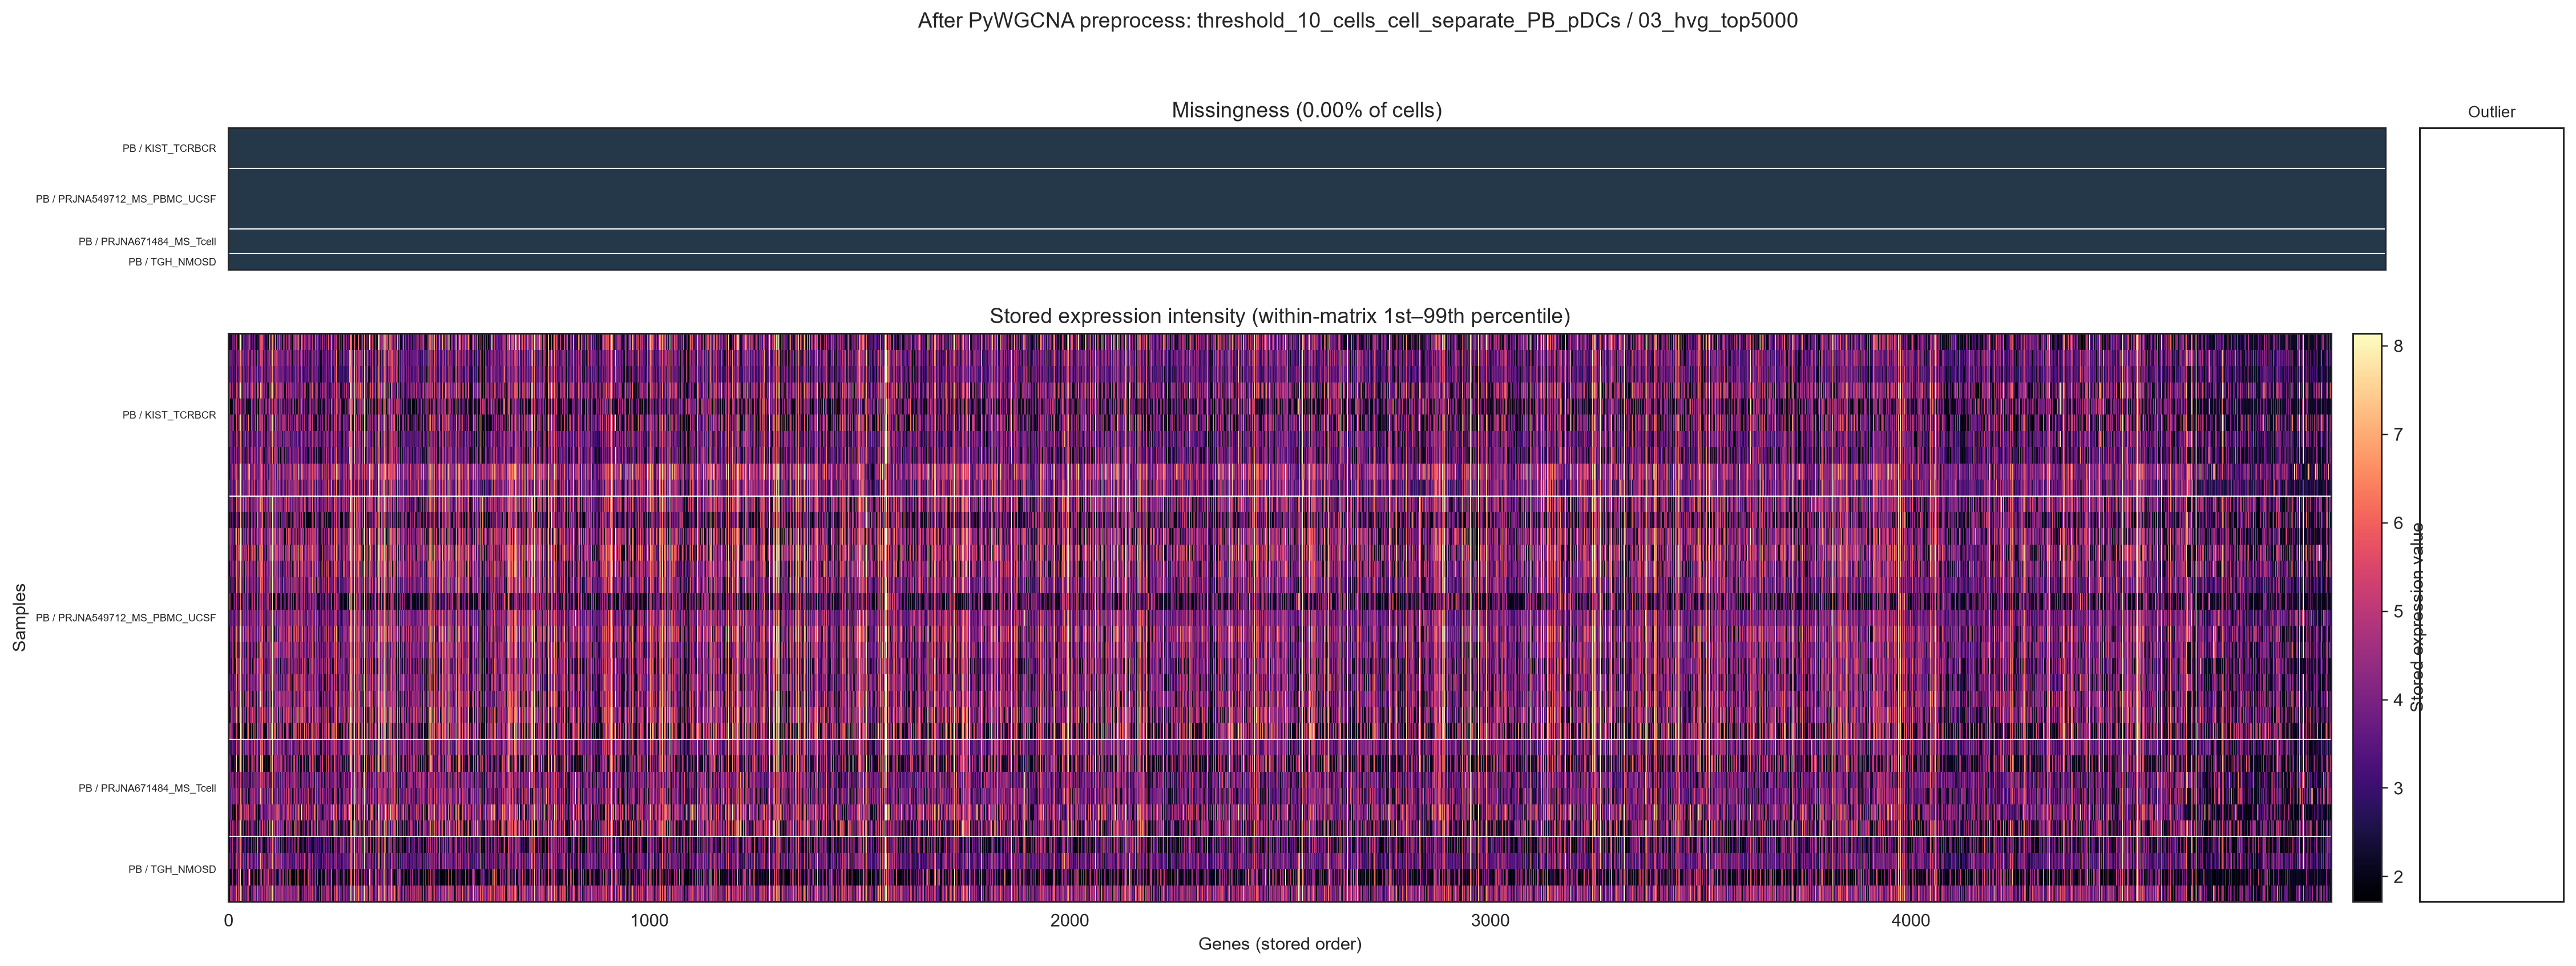 After PyWGCNA preprocess: threshold_10_cells_cell_separate_PB_pDCs / 03_hvg_top5000
Missingness (0.00% of cells)
Outlier
PB / KIST_TCRBCR
PB / PRJNA549712_MS_PBMC_UCSF
PB / PRJNA671484_MS_Tcell
PB / TGH_NMOSD
Stored expression intensity (within-matrix 1st–99th percentile)
Samples
PB / KIST_TCRBCR
PB / PRJNA549712_MS_PBMC_UCSF
PB / PRJNA671484_MS_Tcell
PB / TGH_NMOSD
8
7
6
5
4
3
2
Stored expression value
0 1000 2000 3000 4000
Genes (stored order)